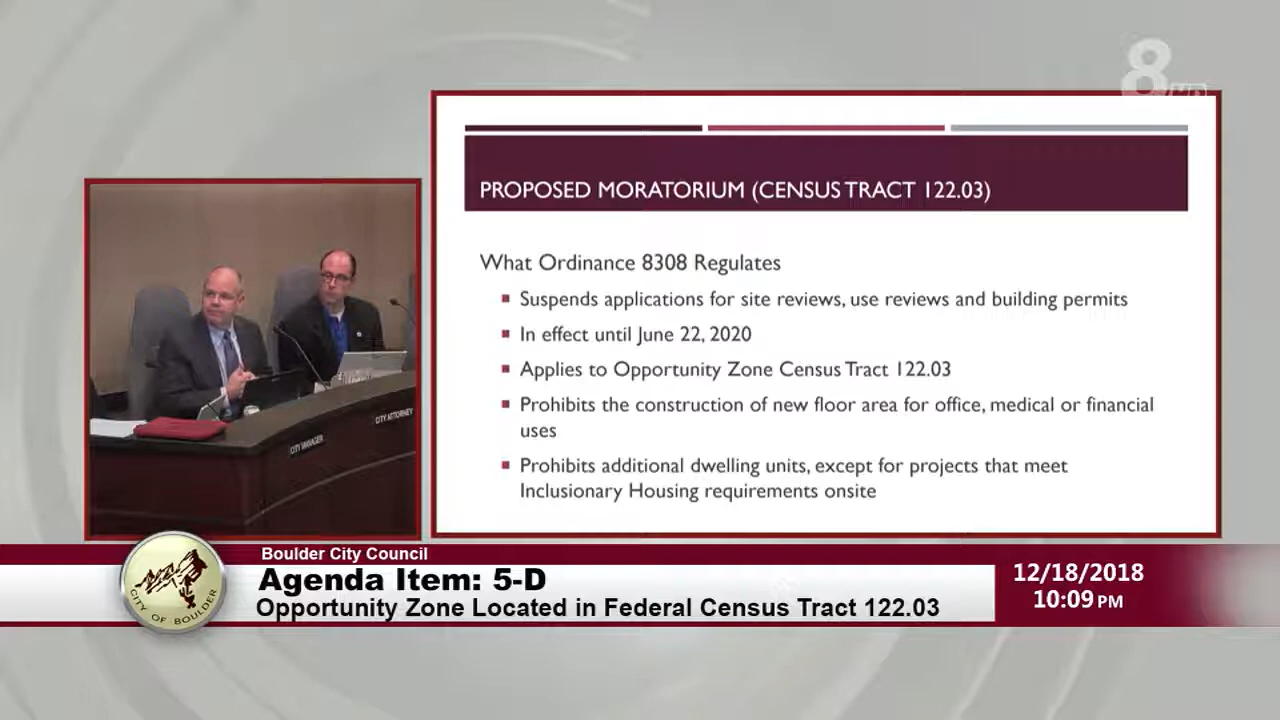 8
HD
PROPOSED MORATORIUM (CENSUS TRACT 122.03)
What Ordinance 8308 Regulates
Suspends applications for site reviews, use reviews and building permits
In effect until June 22, 2020
Applies to Opportunity Zone Census Tract 122.03
Prohibits the construction of new floor area for office, medical or financial
uses
Prohibits additional dwelling units, except for projects that meet
Inclusionary Housing requirements onsite
CITY MANAGER
CITY ATTORNEY
Boulder City Council
Agenda Item: 5-D
Opportunity Zone Located in Federal Census Tract 122.03
12/18/2018
10:09 PM
CITY OF BOULDER